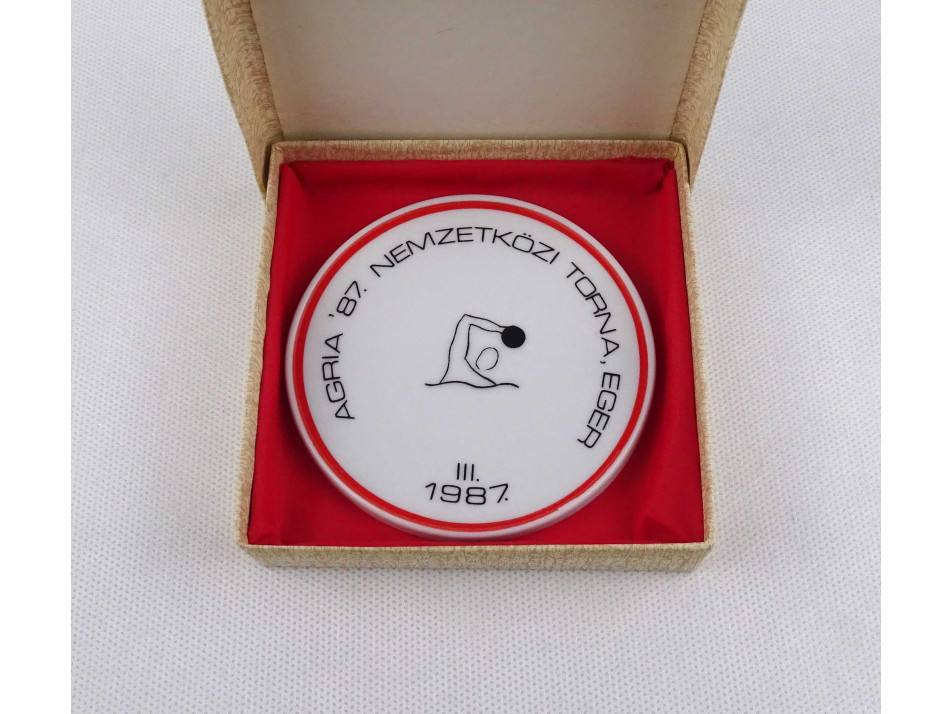 AGRIA '87. NEMZETKÖZI TORNA, EGER
III.
1987.